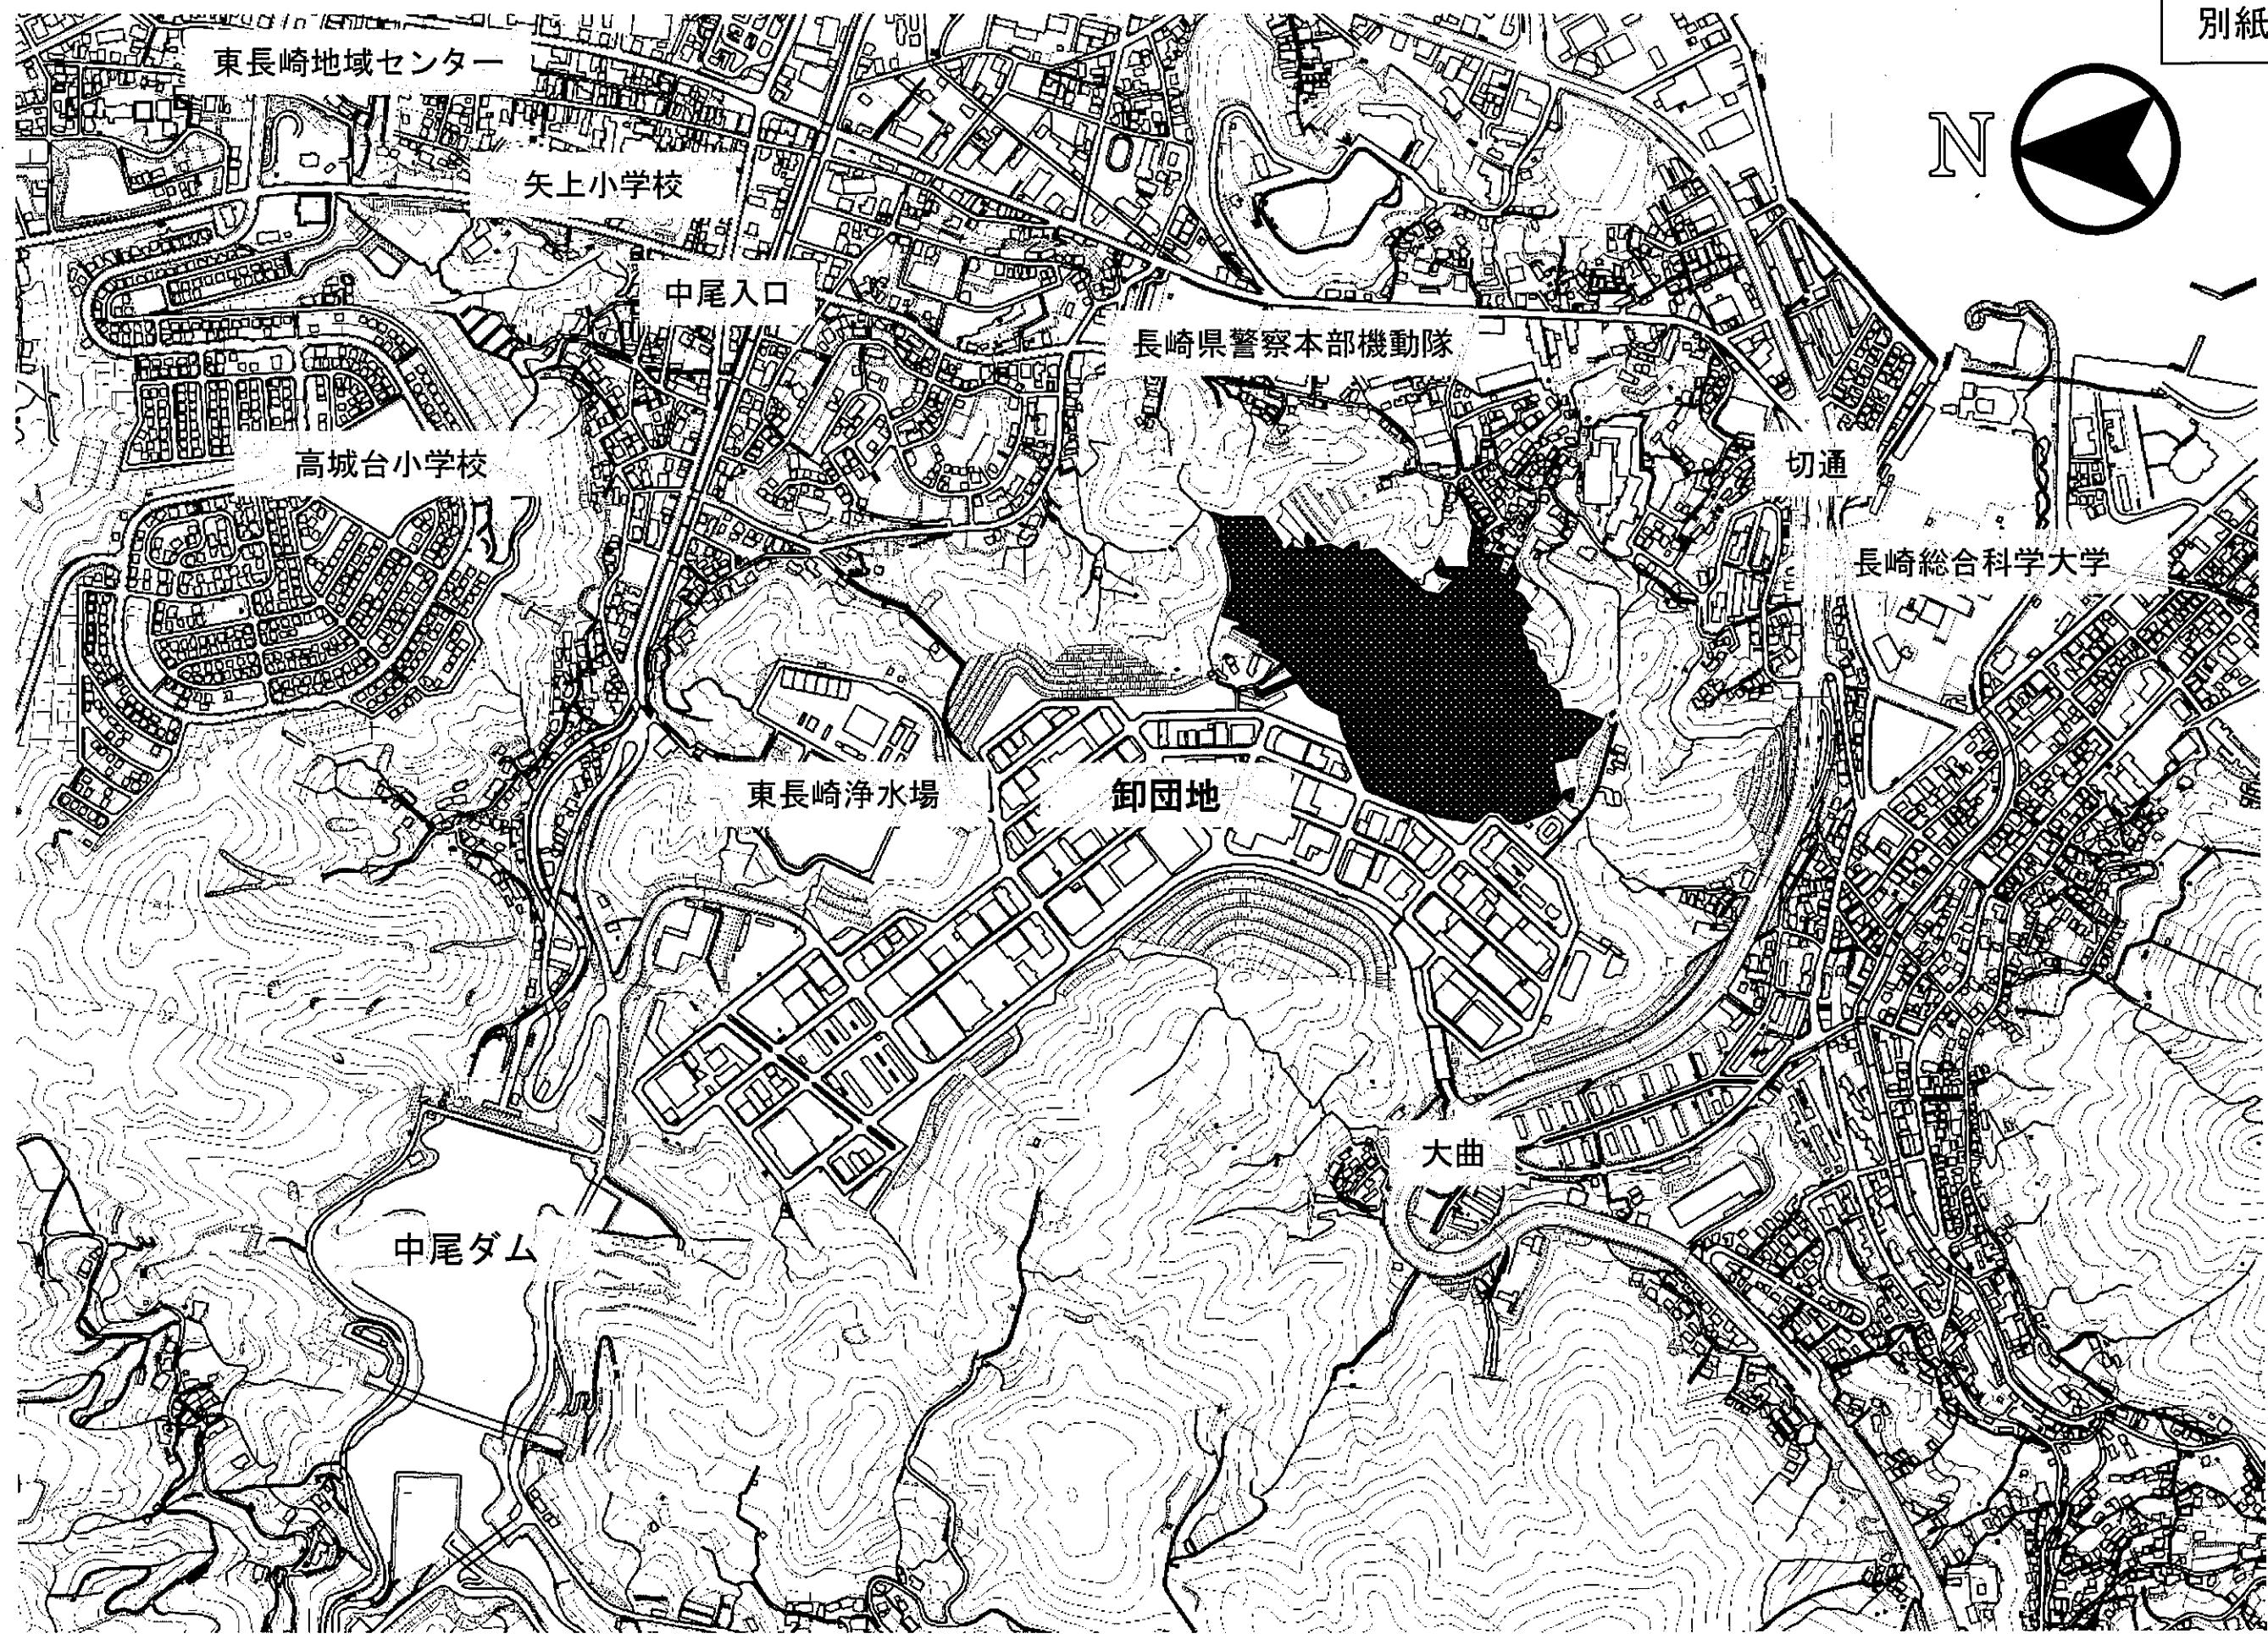 別紙
東長崎地域センター
N
矢上小学校
中尾入口
長崎県警察本部機動隊
高城台小学校
切通
長崎総合科学大学
東長崎浄水場
卸団地
大曲
中尾ダム